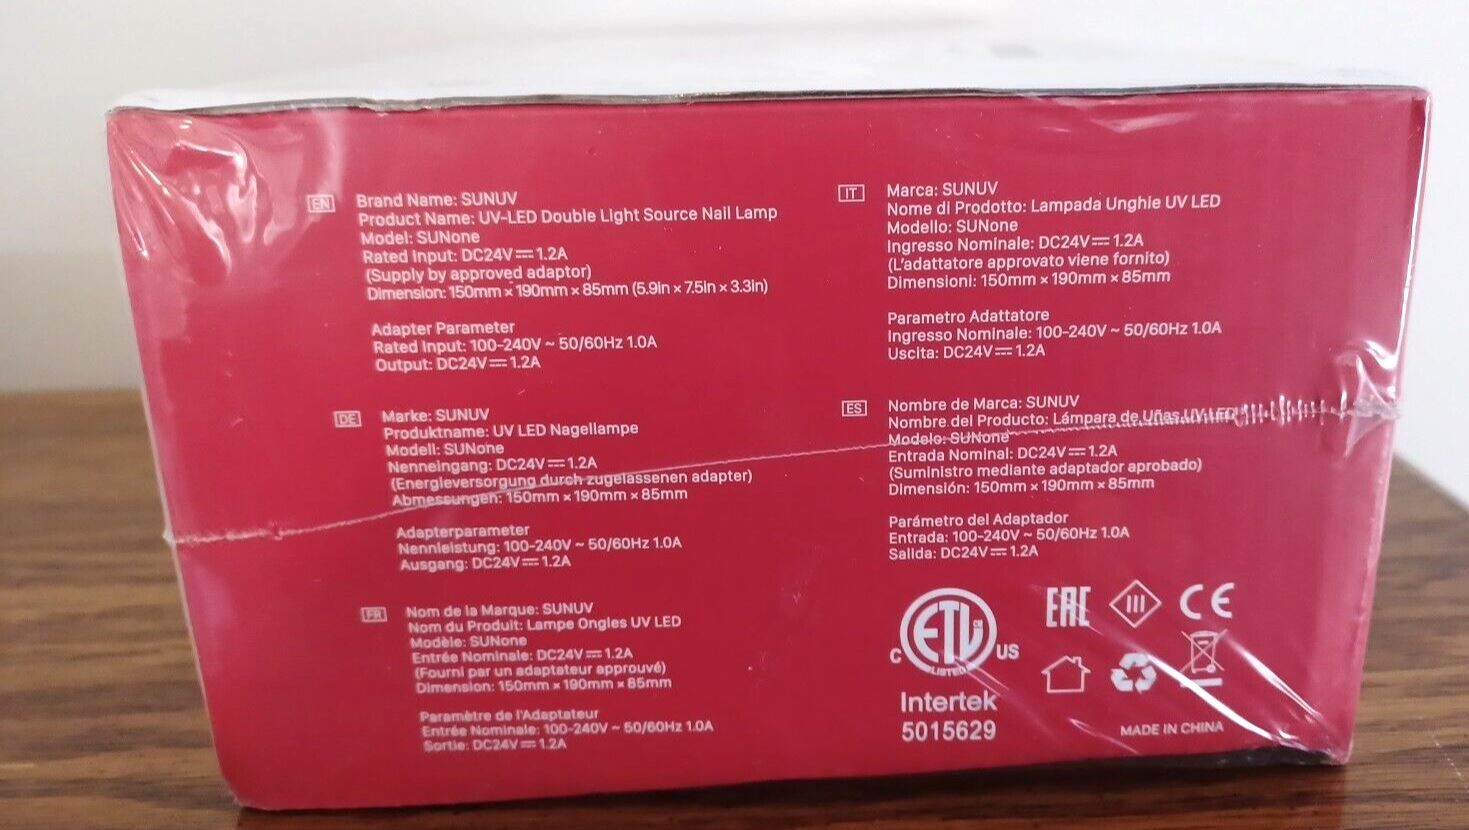 EN
Brand Name: SUNUV
Product Name: UV-LED Double Light Source Nail Lamp
Model: SUNone
Rated Input: DC24V⎓1.2A
(Supply by approved adaptor)
Dimension: 150mm × 190mm × 85mm (5.9in × 7.5in × 3.3in)
Adapter Parameter
Rated Input: 100-240V ~ 50/60Hz 1.0A
Output: DC24V⎓1.2A
DE
Marke: SUNUV
Produktname: UV LED Nagellampe
Modell: SUNone
Nenneingang: DC24V⎓1.2A
(Energieversorgung durch zugelassenen adapter)
Abmessungen: 150mm × 190mm × 85mm
Adapterparameter
Nennleistung: 100-240V ~ 50/60Hz 1.0A
Ausgang: DC24V⎓1.2A
FR
Nom de la Marque: SUNUV
Nom du Produit: Lampe Ongles UV LED
Modèle: SUNone
Entrée Nominale: DC24V⎓1.2A
(Fourni par un adaptateur approuvé)
Dimension: 150mm × 190mm × 85mm
Paramètre de l'Adaptateur
Entrée Nominale: 100-240V ~ 50/60Hz 1.0A
Sortie: DC24V⎓1.2A
IT
Marca: SUNUV
Nome di Prodotto: Lampada Unghie UV LED
Modello: SUNone
Ingresso Nominale: DC24V⎓1.2A
(L'adattatore approvato viene fornito)
Dimensioni: 150mm × 190mm × 85mm
Parametro Adattatore
Ingresso Nominale: 100-240V ~ 50/60Hz 1.0A
Uscita: DC24V⎓1.2A
ES
Nombre de Marca: SUNUV
Nombre del Producto: Lámpara de Uñas UV LED
Modelo: SUNone
Entrada Nominal: DC24V⎓1.2A
(Suministro mediante adaptador aprobado)
Dimensión: 150mm × 190mm × 85mm
Parámetro del Adaptador
Entrada: 100-240V ~ 50/60Hz 1.0A
Salida: DC24V⎓1.2A
C ETL CM US
LISTED
Intertek
5015629
EAC III CE
MADE IN CHINA